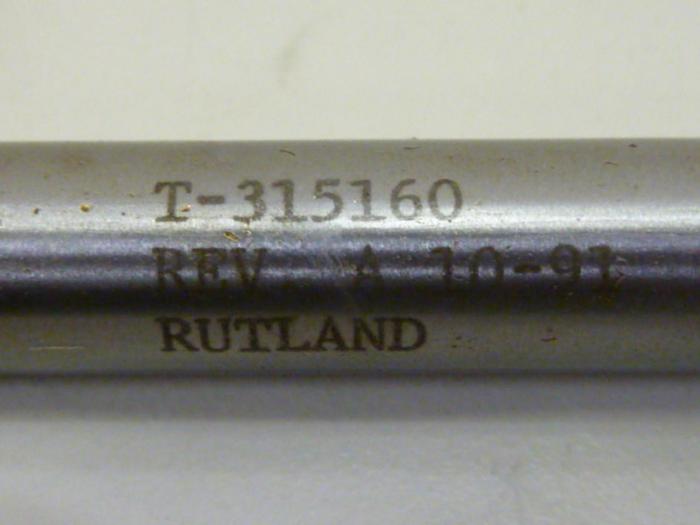 T-315160
REV. A 10-91
RUTLAND